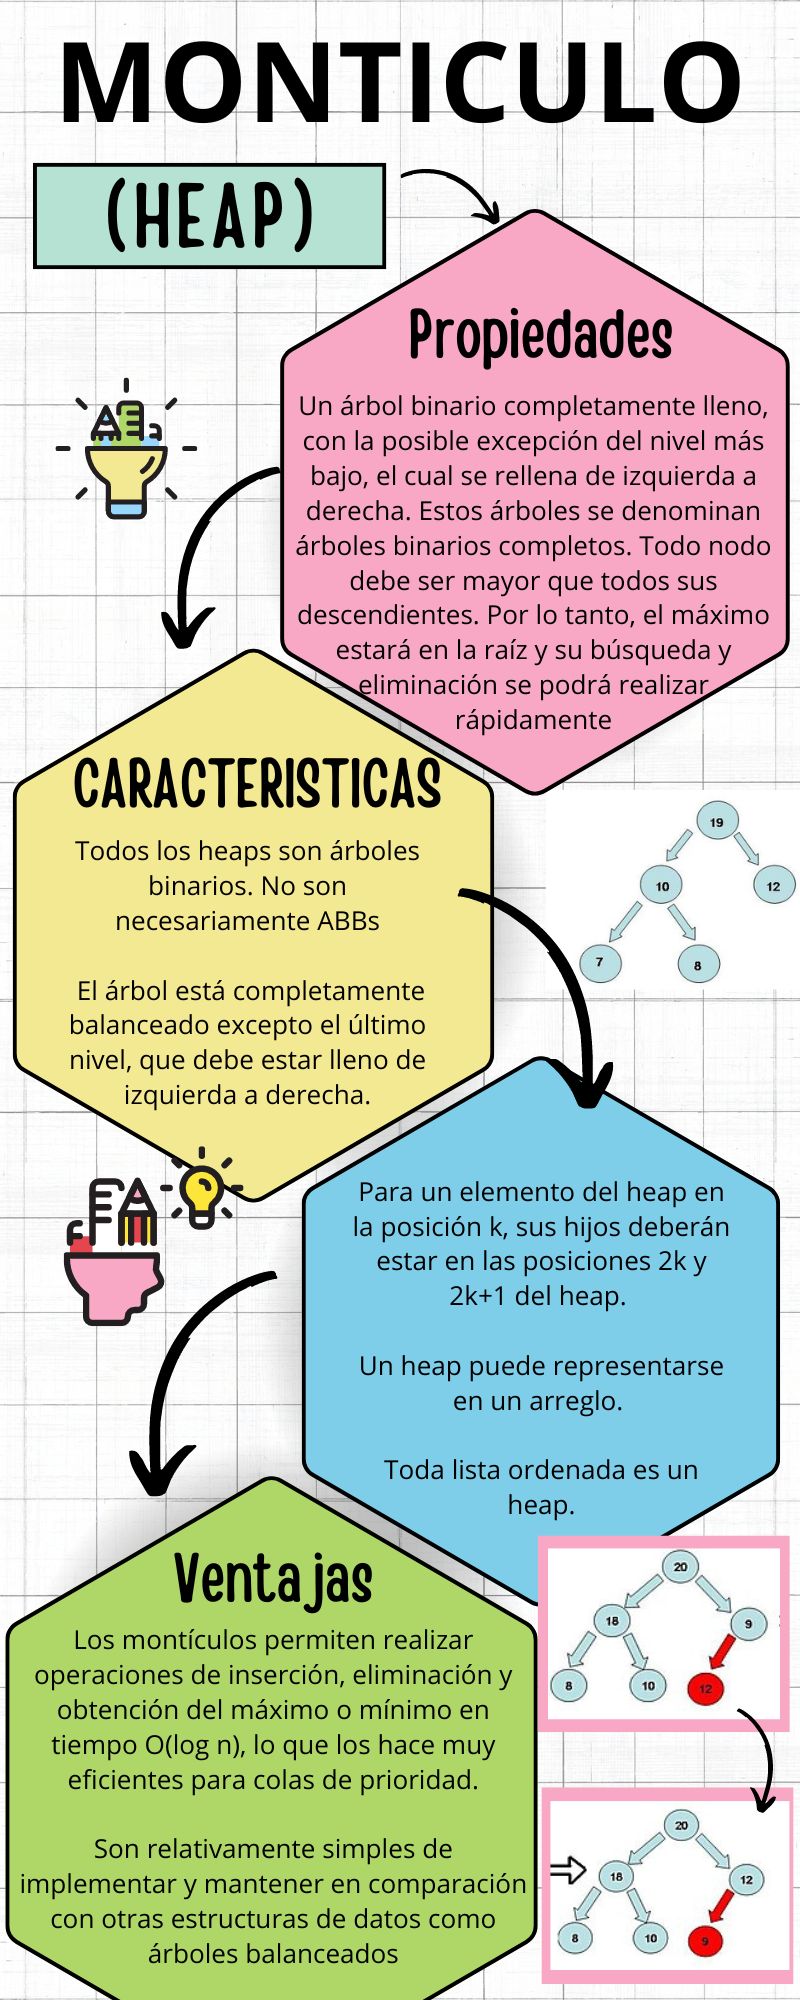 MONTICULO
(HEAP)
Propiedades
Un árbol binario completamente lleno,
con la posible excepción del nivel más
bajo, el cual se rellena de izquierda a
derecha. Estos árboles se denominan
árboles binarios completos. Todo nodo
debe ser mayor que todos sus
descendientes. Por lo tanto, el máximo
estará en la raíz y su búsqueda y
eliminación se podrá realizar
rápidamente
CARACTERISTICAS
Todos los heaps son árboles
binarios. No son
necesariamente ABBs
El árbol está completamente
balanceado excepto el último
nivel, que debe estar lleno de
izquierda a derecha.
19
10
12
7
8
Para un elemento del heap en
la posición k, sus hijos deberán
estar en las posiciones 2k y
2k+1 del heap.
Un heap puede representarse
en un arreglo.
Toda lista ordenada es un
heap.
Ventajas
Los montículos permiten realizar
operaciones de inserción, eliminación y
obtención del máximo o mínimo en
tiempo O(log n), lo que los hace muy
eficientes para colas de prioridad.
Son relativamente simples de
implementar y mantener en comparación
con otras estructuras de datos como
árboles balanceados
20
18
9
8
10
12
20
18
12
8
10
9